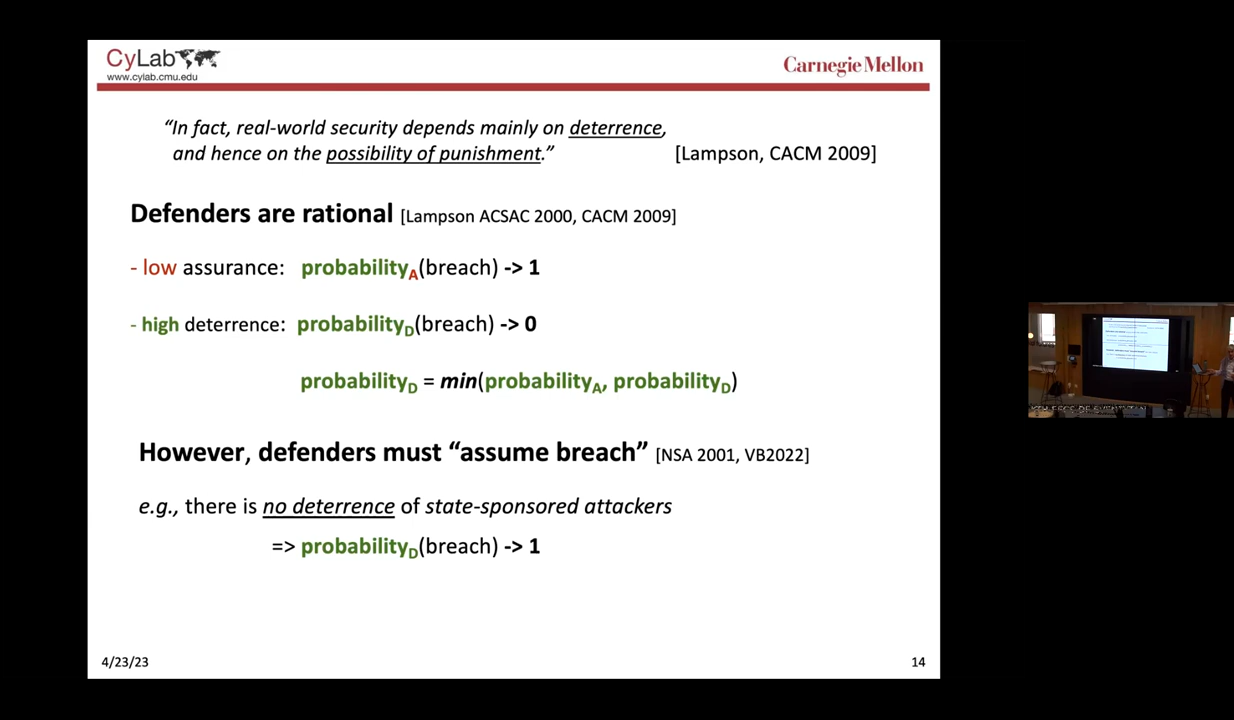 CyLab
www.cylab.cmu.edu
Carnegie Mellon
“In fact, real-world security depends mainly on deterrence,
and hence on the possibility of punishment.” [Lampson, CACM 2009]
Defenders are rational [Lampson ACSAC 2000, CACM 2009]
- low assurance: probabilityA(breach) -> 1
- high deterrence: probabilityD(breach) -> 0
probabilityD = min(probabilityA, probabilityD)
However, defenders must “assume breach” [NSA 2001, VB2022]
e.g., there is no deterrence of state-sponsored attackers
=> probabilityD(breach) -> 1
4/23/23
14